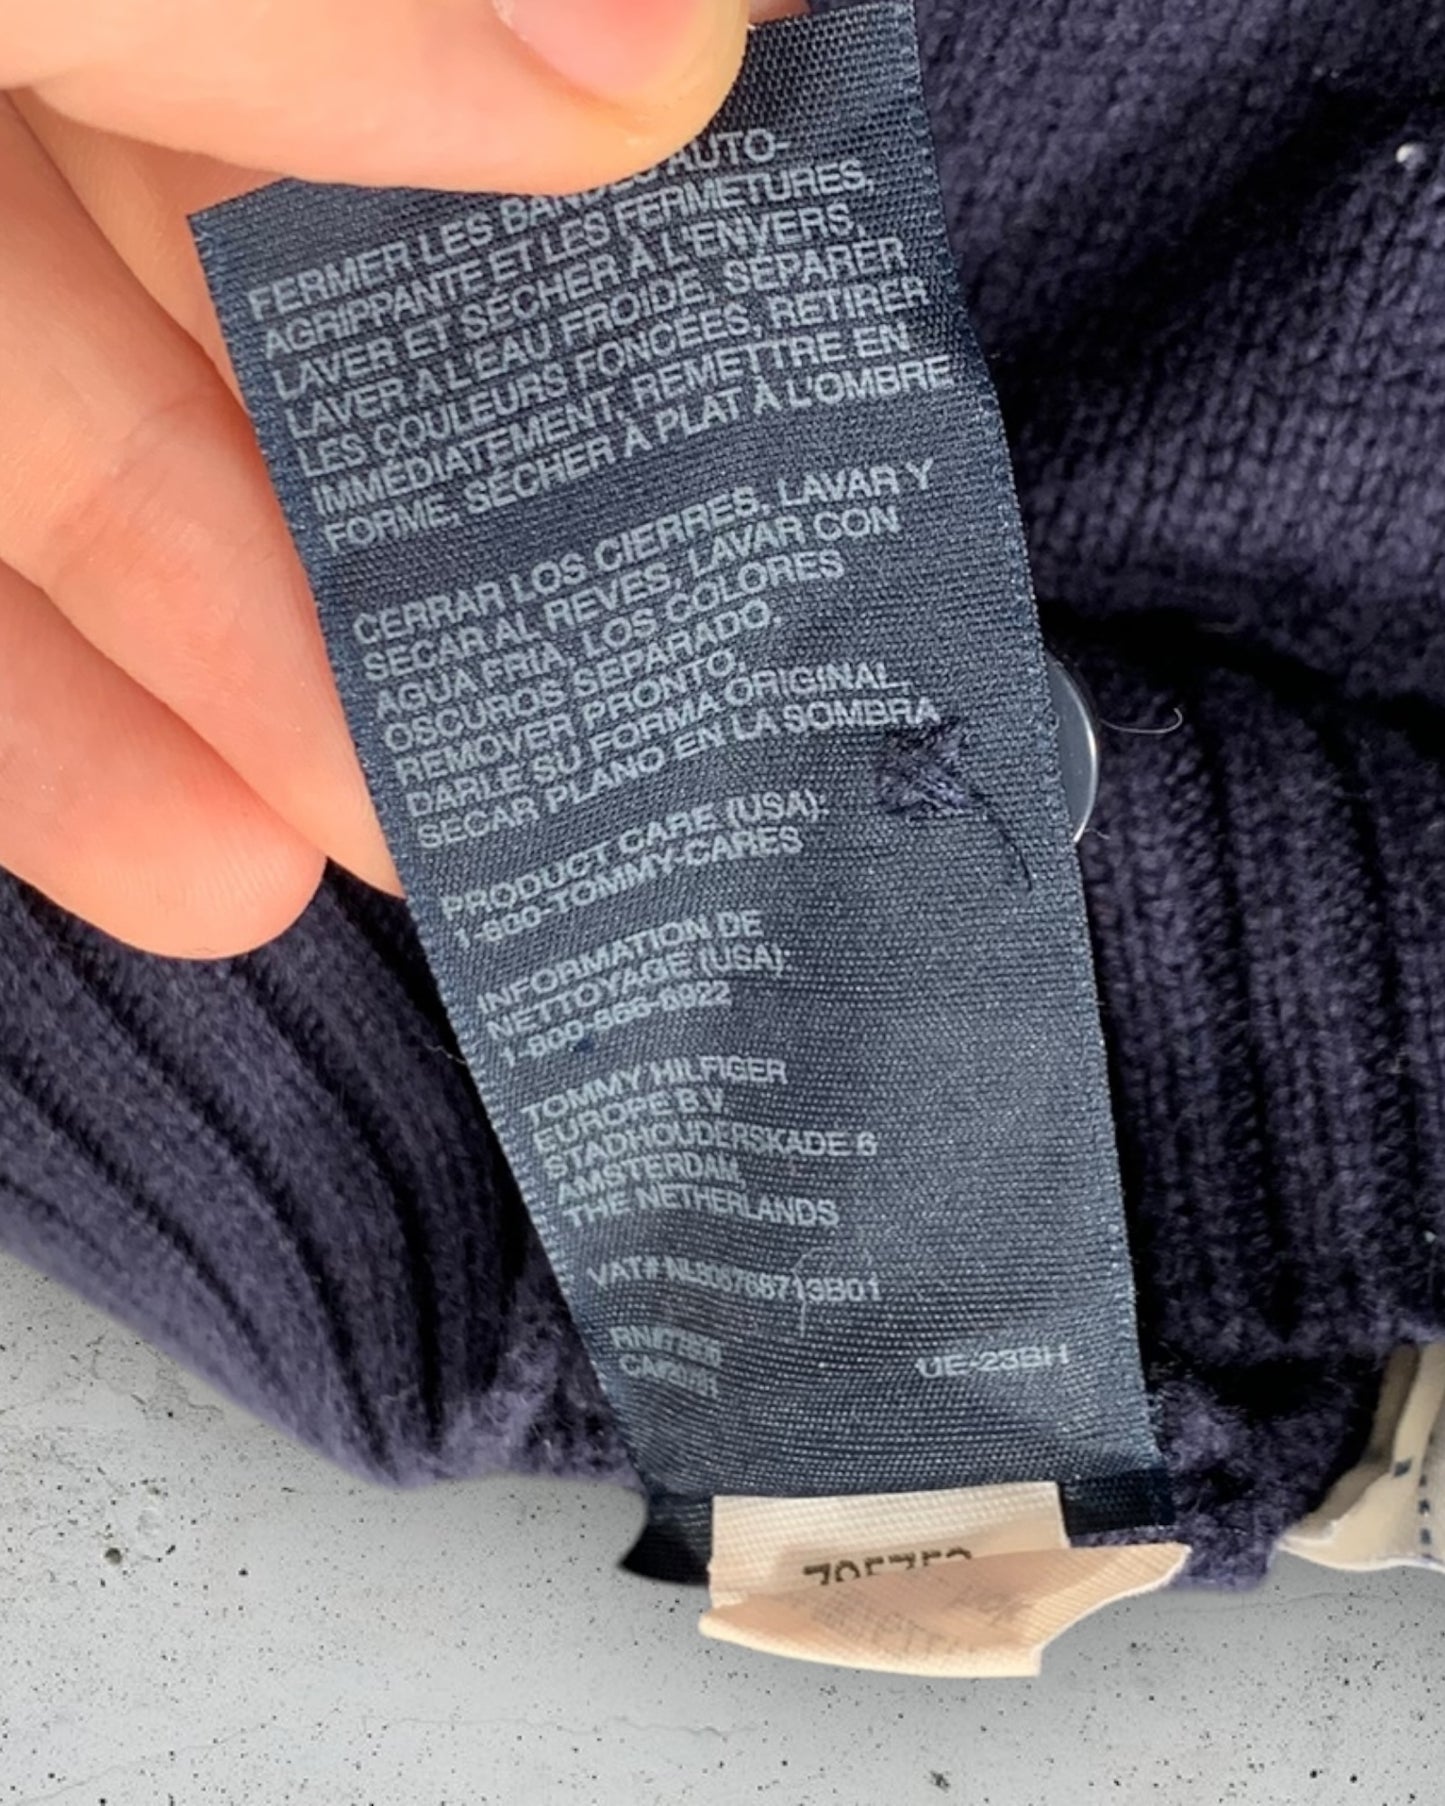 FERMER LES BANDES AUTO-
AGRIPPANTE ET LES FERMETURES,
LAVER ET SÉCHER À L'ENVERS,
LAVER À L'EAU FROIDE, SÉPARER
LES COULEURS FONCÉES, RETIRER
IMMÉDIATEMENT, REMETTRE EN
FORME, SÉCHER À PLAT À L'OMBRE
CERRAR LOS CIERRES, LAVAR Y
SECAR AL REVES, LAVAR CON
AGUA FRIA, LOS COLORES
OSCUROS SEPARADO.
REMOVER PRONTO,
DARLE SU FORMA ORIGINAL,
SECAR PLANO EN LA SOMBRA
PRODUCT CARE (USA):
1-800-TOMMY-CARES
INFORMATION DE
NETTOYAGE (USA):
1-800-866-6922
TOMMY HILFIGER
EUROPE B.V
STADHOUDERSKADE 6
AMSTERDAM,
THE NETHERLANDS
VAT#
UE-23BH